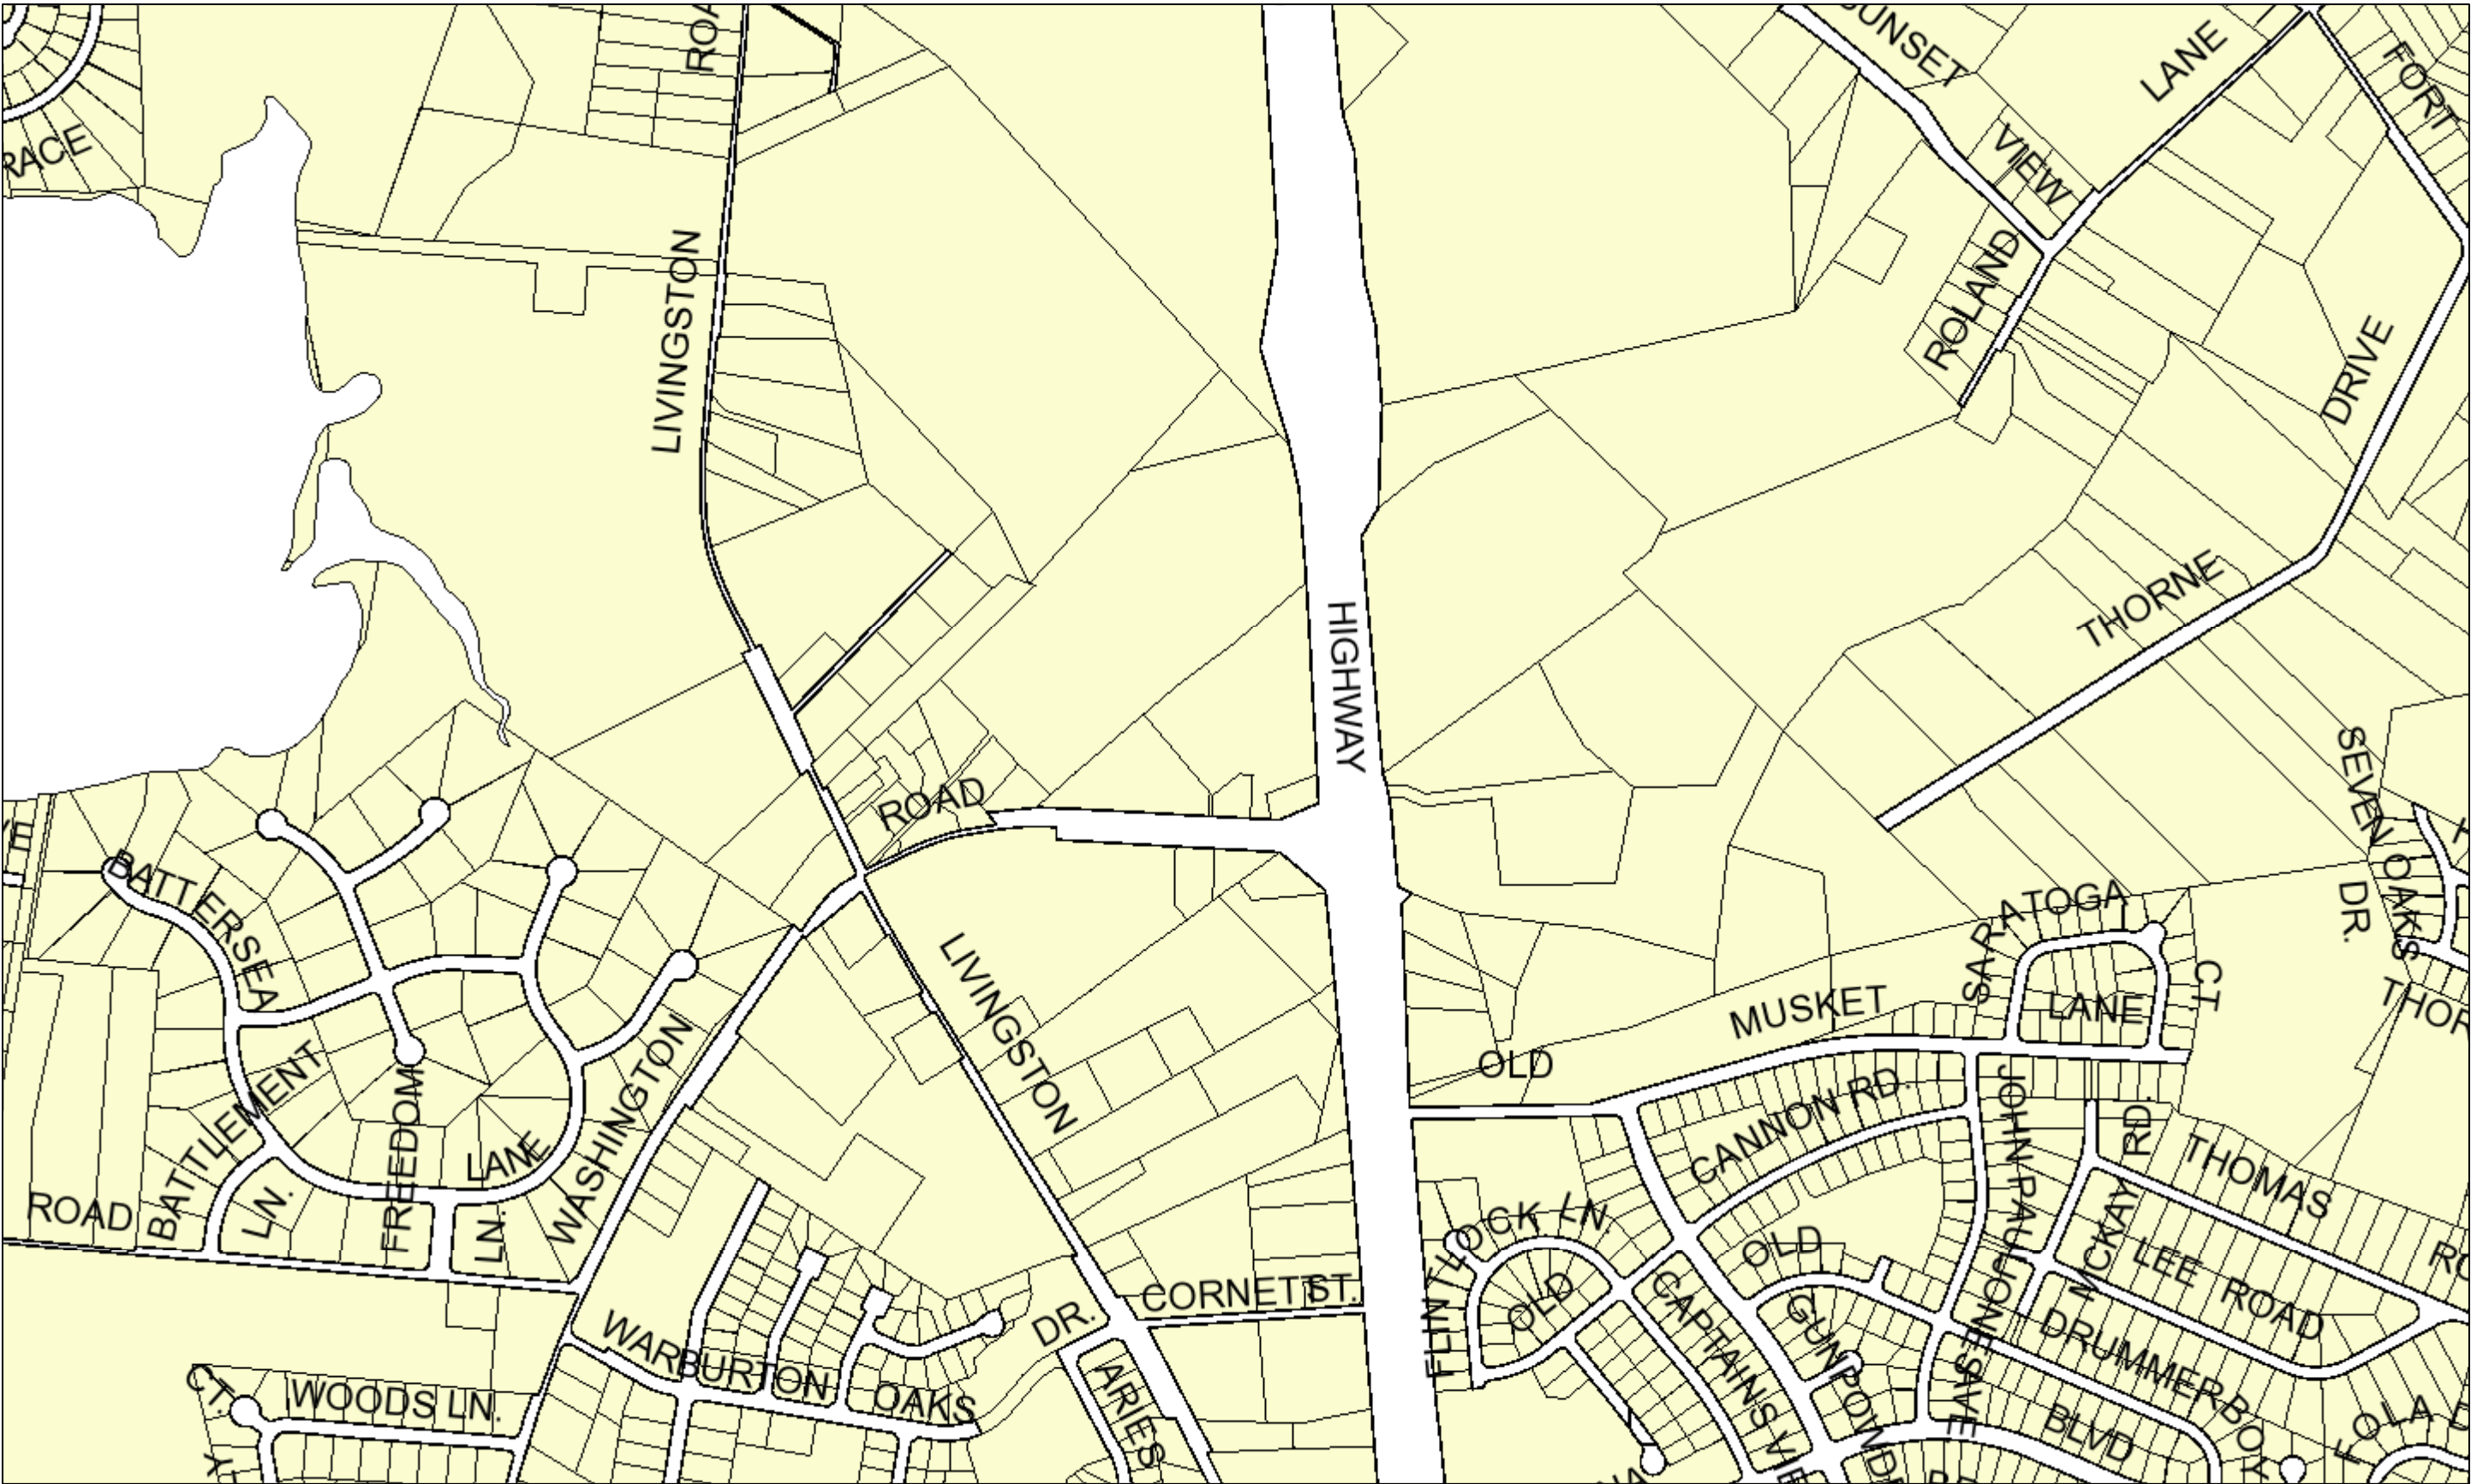 ROA
SUNSET
VIEW
LANE
FORT
RACE
LIVINGSTON
ROLAND
DRIVE
HIGHWAY
THORNE
SEVEN OAKS
DR.
ROAD
BATTERSEA
LIVINGSTON
SARATOGA
CT.
LANE
MUSKET
OLD
THOR
CANNON RD.
JOHN PAUL JONES AVE
RD.
MCKAY
THOMAS
BATTLEMENT
LN.
FREEDOM
LANE
LN.
WASHINGTON
ROAD
FLINTLOCK LN.
OLD
OLD
LEE ROAD
CORNETT ST.
DR.
WARBURTON
OAKS
ARIES
CAPTAINS VIE
GUNPOWDE
DRUMMER BOY
BLVD
CT.
WOODS LN.
FOLA D